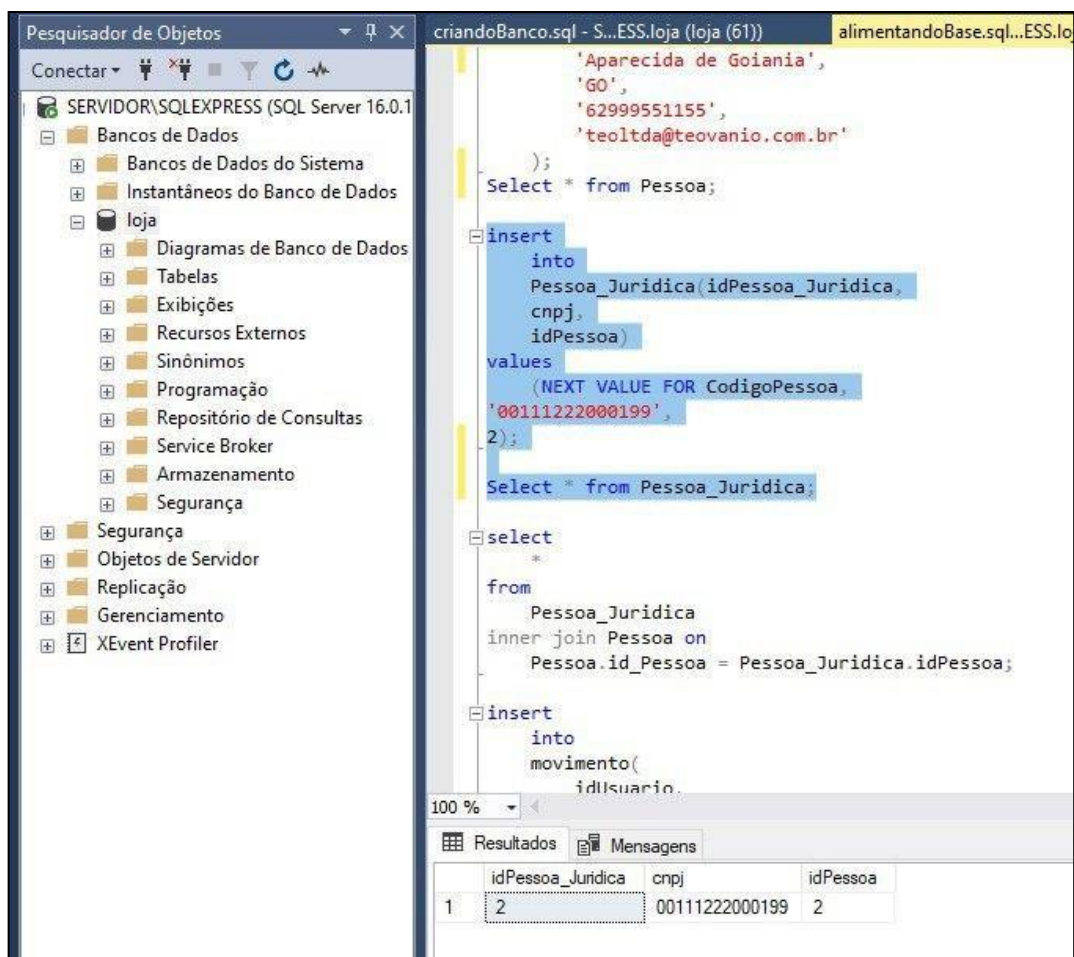 Pesquisador de Objetos
Conectar
SERVIDOR\SQLEXPRESS (SQL Server 16.0.1
Bancos de Dados
Bancos de Dados do Sistema
Instantâneos do Banco de Dados
loja
Diagramas de Banco de Dados
Tabelas
Exibições
Recursos Externos
Sinônimos
Programação
Repositório de Consultas
Service Broker
Armazenamento
Segurança
Segurança
Objetos de Servidor
Replicação
Gerenciamento
XEvent Profiler
criandoBanco.sql - S...ESS.loja (loja (61)) alimentandoBase.sql...ESS.lo
'Aparecida de Goiania',
'GO',
'62999551155',
'teoltda@teovanio.com.br'
);
Select * from Pessoa;
insert
into
Pessoa_Juridica(idPessoa_Juridica,
cnpj,
idPessoa)
values
(NEXT VALUE FOR CodigoPessoa,
'00111222000199',
2);
Select * from Pessoa_Juridica;
select
*
from
Pessoa_Juridica
inner join Pessoa on
Pessoa.id_Pessoa = Pessoa_Juridica.idPessoa;
insert
into
movimento(
idUsuario,
100 %
Resultados Mensagens
idPessoa_Juridica cnpj idPessoa
1 2 00111222000199 2